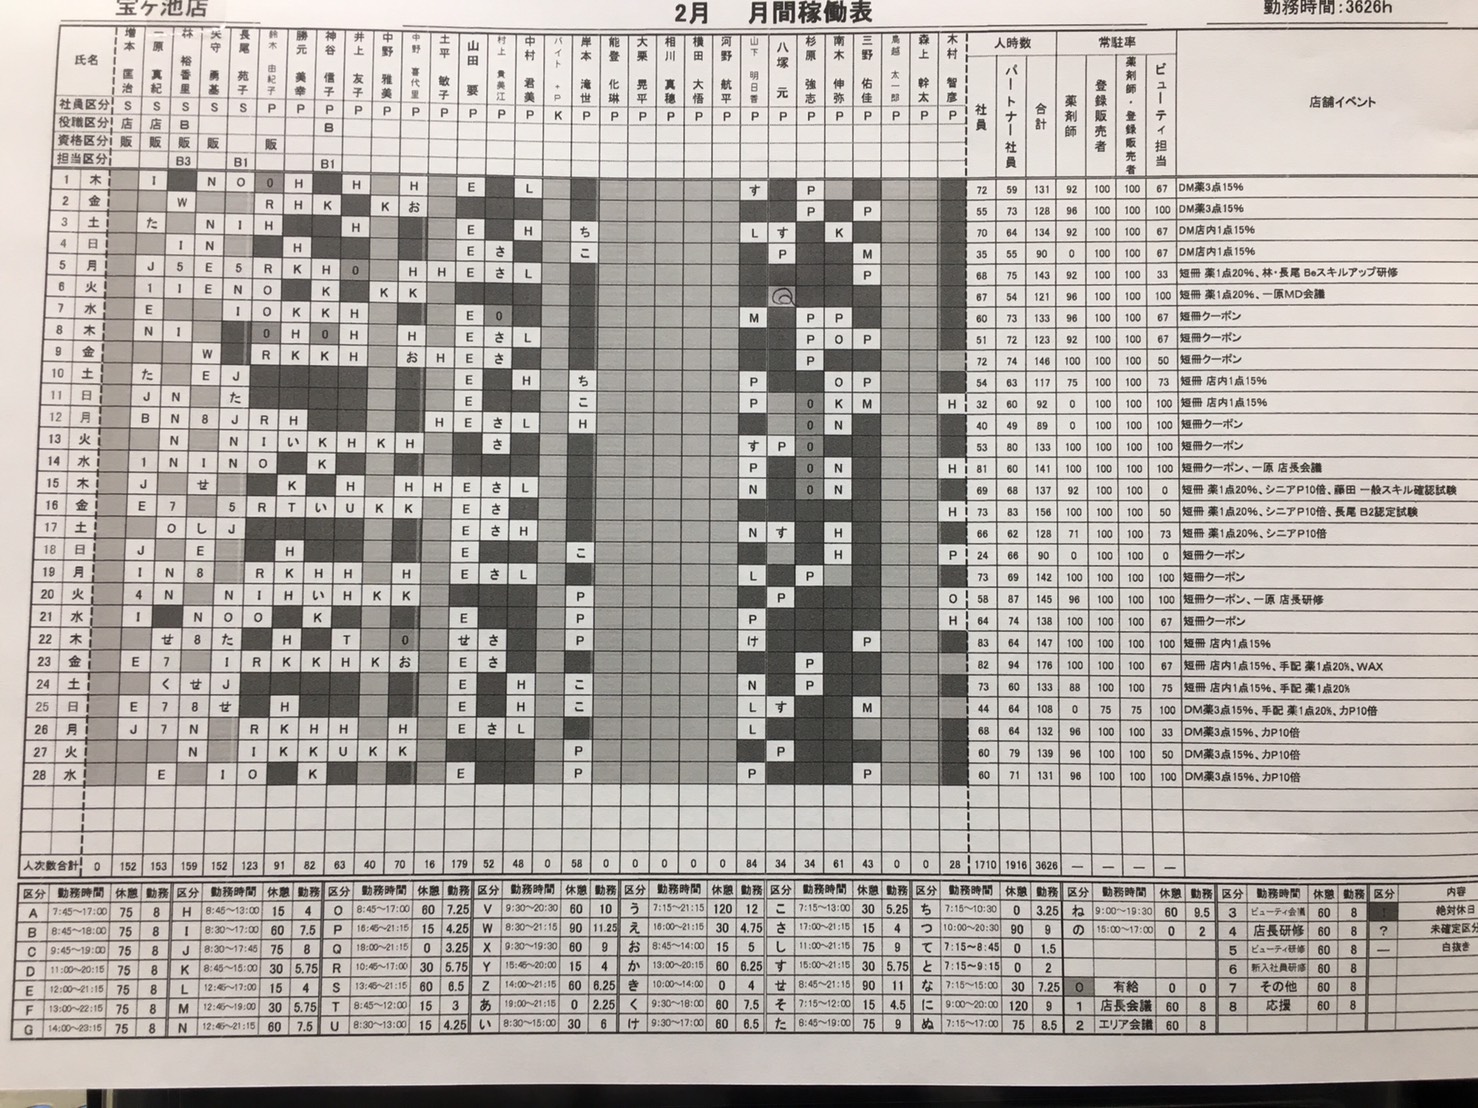 宝ヶ池店
2月 月間稼働表
勤務時間:3626h
氏名 増本 匡治 一原 真紀 林 裕香里 矢守 勇基 長尾 苑子 鈴木 由紀子 勝元 美幸 神谷 信子 井上 友子 中野 雅美 中野 喜代里 土平 敏子 山田 要 村上 貴美江 中村 君美 バイト +P 岸本 滝世 能登 化琳 大栗 晃平 相川 真穂 横田 大悟 河野 航平 山下 明日香 八塚 元 杉原 強志 南木 伸弥 三野 佑佳 鳥越 太一郎 森上 幹太 木村 智彦
人時数 常駐率
社員 パートナー社員 合計 薬剤師 登録販売者 薬剤師・登録販売者 ビューティ担当 店舗イベント
社員区分 S S S S S P P P P P P P P P P K P P P P P P P P P P P P P P
役職区分 店 店 B B
資格区分 販 販 販 販 販
担当区分 B3 B1 B1
1 木 I N O 0 H H H E L す P 72 59 131 92 100 100 67 DM薬3点15%
2 金 W R H K K お P P 55 73 128 96 100 100 100 DM薬3点15%
3 土 た N I H H E H ち L す K 70 64 134 92 100 100 67 DM店内1点15%
4 日 I N H E さ こ P M 35 55 90 0 100 100 67 DM店内1点15%
5 月 J 5 E 5 R K H 0 H H E さ L P 68 75 143 92 100 100 33 短冊 薬1点20%、林・長尾 Beスキルアップ研修
6 火 1 I E N O K K K 67 54 121 96 100 100 100 短冊 薬1点20%、一原MD会議
7 水 E I O K K H E 0 M P P 60 73 133 96 100 100 67 短冊クーポン
8 木 N I 0 H 0 H H E さ L P O P 51 72 123 92 100 100 67 短冊クーポン
9 金 W R K K H お H E さ P 72 74 146 100 100 100 50 短冊クーポン
10 土 た E J E H ち P O P 54 63 117 75 100 100 73 短冊 店内1点15%
11 日 J N た E こ P 0 K M H 32 60 92 0 100 100 100 短冊 店内1点15%
12 月 B N 8 J R H H E さ L H 0 N 40 49 89 0 100 100 100 短冊クーポン
13 火 N N I い K H K H さ す P 0 53 80 133 100 100 100 100 短冊クーポン
14 水 1 N I N O K P 0 N H 81 60 141 100 100 100 100 短冊クーポン、一原 店長会議
15 木 J せ K H H H E さ L N 0 N 69 68 137 92 100 100 0 短冊 薬1点20%、シニアP10倍、藤田 一般スキル確認試験
16 金 E 7 5 R T い U K K E さ H 73 83 156 100 100 100 50 短冊 薬1点20%、シニアP10倍、長尾 B2認定試験
17 土 O し J E さ H N す H 66 62 128 71 100 100 73 短冊 薬1点20%、シニアP10倍
18 日 J E H E こ H P 24 66 90 0 100 100 0 短冊クーポン
19 月 I N 8 R K H H H E さ L L P 73 69 142 100 100 100 100 短冊クーポン
20 火 4 N N I H い H K K P P O 58 87 145 96 100 100 100 短冊クーポン、一原 店長研修
21 水 I N O O K E P P H 64 74 138 100 100 100 67 短冊クーポン
22 木 せ 8 た H T 0 せ さ P け P 83 64 147 100 100 100 100 短冊 店内1点15%
23 金 E 7 I R K K H K お E さ P 82 94 176 100 100 100 67 短冊 店内1点15%、手配 薬1点20%、WAX
24 土 く せ J E H こ N P 73 60 133 88 100 100 75 短冊 店内1点15%、手配 薬1点20%
25 日 E 7 8 せ H E H こ L す M 44 64 108 0 75 75 100 DM薬3点15%、手配 薬1点20%、カP10倍
26 月 J 7 N R K H H H E さ L L 68 64 132 96 100 100 33 DM薬3点15%、カP10倍
27 火 N I K K U K K P P 60 79 139 96 100 100 50 DM薬3点15%、カP10倍
28 水 E I O K E P P P 60 71 131 96 100 100 100 DM薬3点15%、カP10倍
人次数合計 0 152 153 159 152 123 91 82 63 40 70 16 179 52 48 0 58 0 0 0 0 0 84 34 34 61 43 0 0 28 1710 1916 3626 — — — —
区分 勤務時間 休憩 勤務 区分 勤務時間 休憩 勤務 区分 勤務時間 休憩 勤務 区分 勤務時間 休憩 勤務 区分 勤務時間 休憩 勤務 区分 勤務時間 休憩 勤務 区分 勤務時間 休憩 勤務 区分 勤務時間 休憩 勤務 区分 勤務時間 休憩 勤務 区分 内容
A 7:45～17:00 75 8 H 8:45～13:00 15 4 O 8:45～17:00 60 7.25 V 9:30～20:30 60 10 う 7:15～21:15 120 12 こ 7:15～13:00 30 5.25 ち 7:15～10:30 0 3.25 ね 9:00～19:30 60 9.5 3 ビューティ会議 60 8 絶対休日
B 8:45～18:00 75 8 I 8:30～17:00 60 7.5 P 16:45～21:15 15 4.25 W 8:30～21:15 90 11.25 え 16:15～21:15 30 4.75 さ 17:00～21:15 15 4 つ 10:00～20:30 90 9 の 15:00～17:00 0 2 4 店長研修 60 8 ? 未確定区分
C 9:45～19:00 75 8 J 8:30～17:45 75 8 Q 18:00～21:15 0 3.25 X 9:30～19:30 60 9 お 8:45～14:00 15 5 し 11:00～21:15 75 9 て 7:15～8:45 0 1.5 5 ビューティ研修 60 8 — 白抜き
D 11:00～20:15 75 8 K 8:45～15:00 30 5.75 R 10:45～17:00 30 5.75 Y 15:45～20:00 15 4 か 13:00～20:15 60 6.25 す 15:00～21:15 30 5.75 と 7:15～9:15 0 2 6 新入社員研修 60 8
E 12:00～21:15 75 8 L 12:45～17:00 15 4 S 13:45～21:15 60 6.5 Z 14:00～21:15 60 6.25 き 10:00～14:00 0 4 せ 8:45～21:15 90 11 な 7:15～15:00 30 7.25 0 有給 0 0 7 その他 60 8
F 13:00～22:15 75 8 M 12:45～19:00 30 5.75 T 8:45～12:00 15 3 あ 19:00～21:15 0 2.25 く 9:30～18:00 60 7.5 そ 7:15～12:00 15 4.5 に 9:00～20:00 120 9 1 店長会議 60 8 8 応援 60 8
G 14:00～23:15 75 8 N 12:45～21:15 60 7.5 U 8:30～13:00 15 4.25 い 8:30～15:00 30 6 け 9:30～17:00 60 6.5 た 8:45～19:00 75 9 ぬ 7:15～17:00 75 8.5 2 エリア会議 60 8